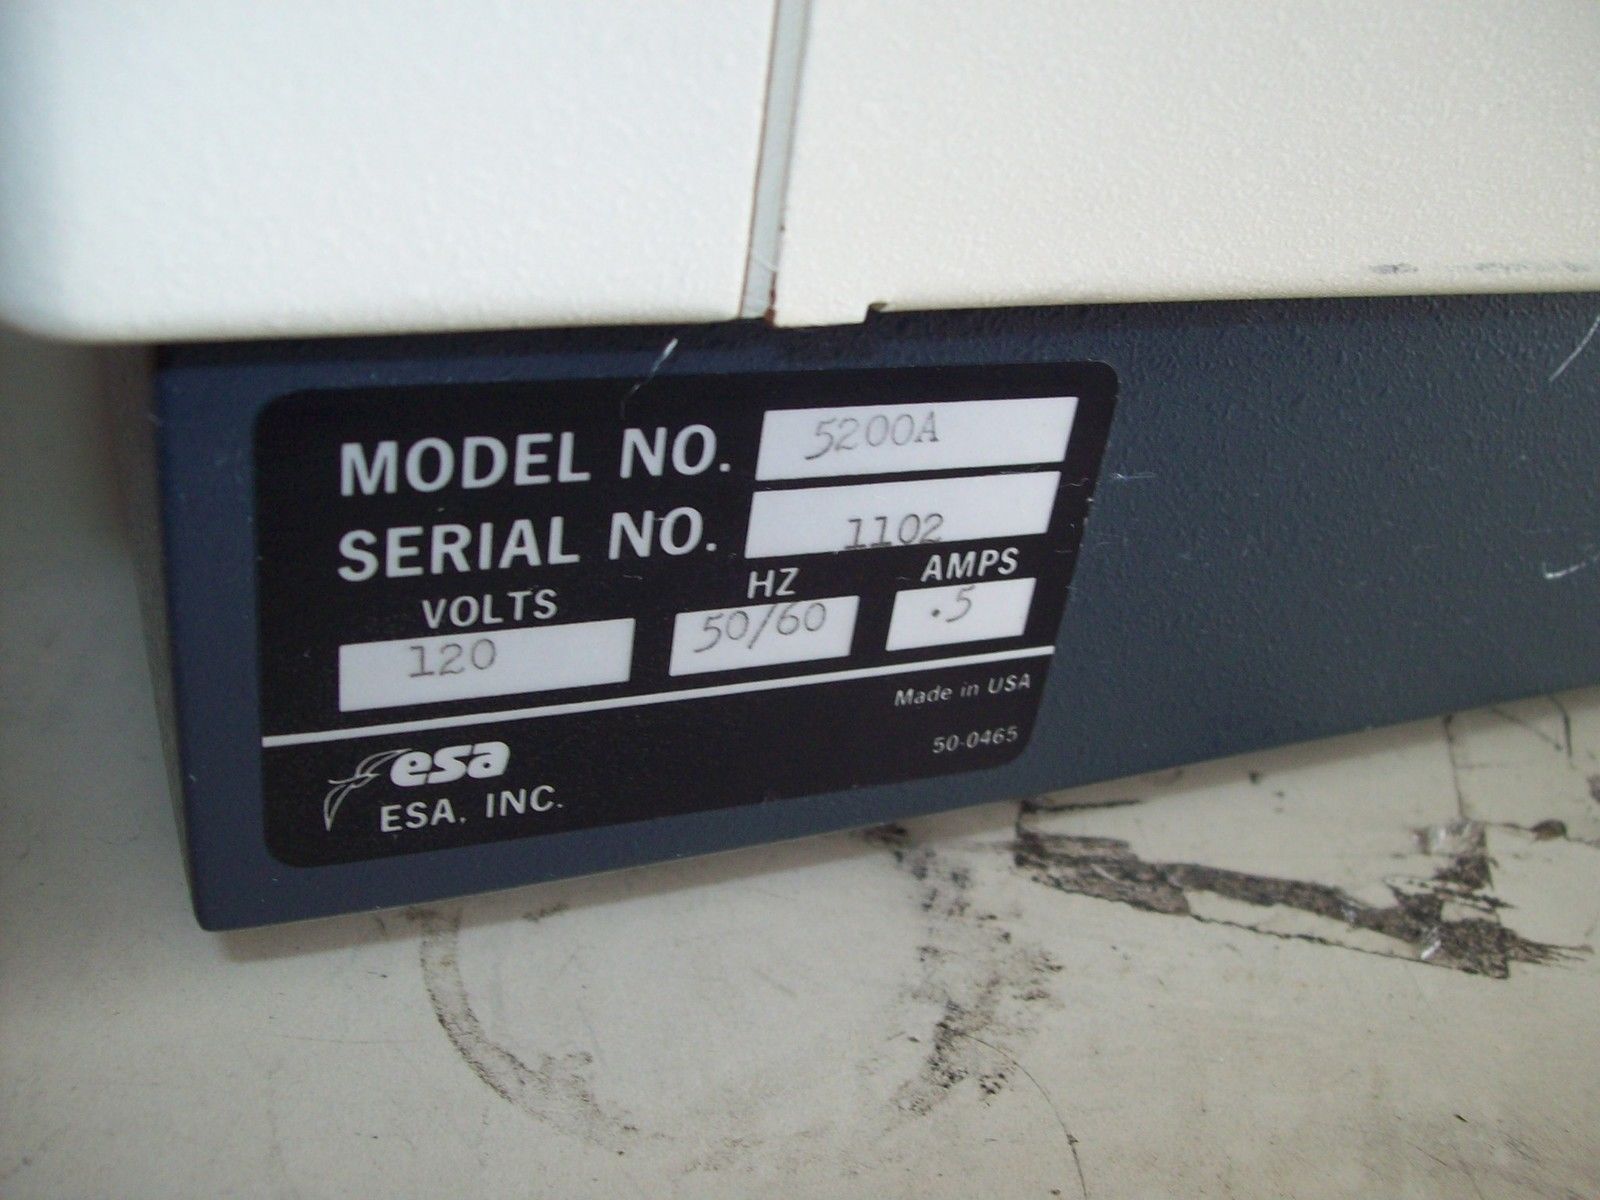 MODEL NO. 5200A
SERIAL NO. 1102
VOLTS HZ AMPS
120 50/60 .5
Made in USA
esa
50-0465
ESA, INC.